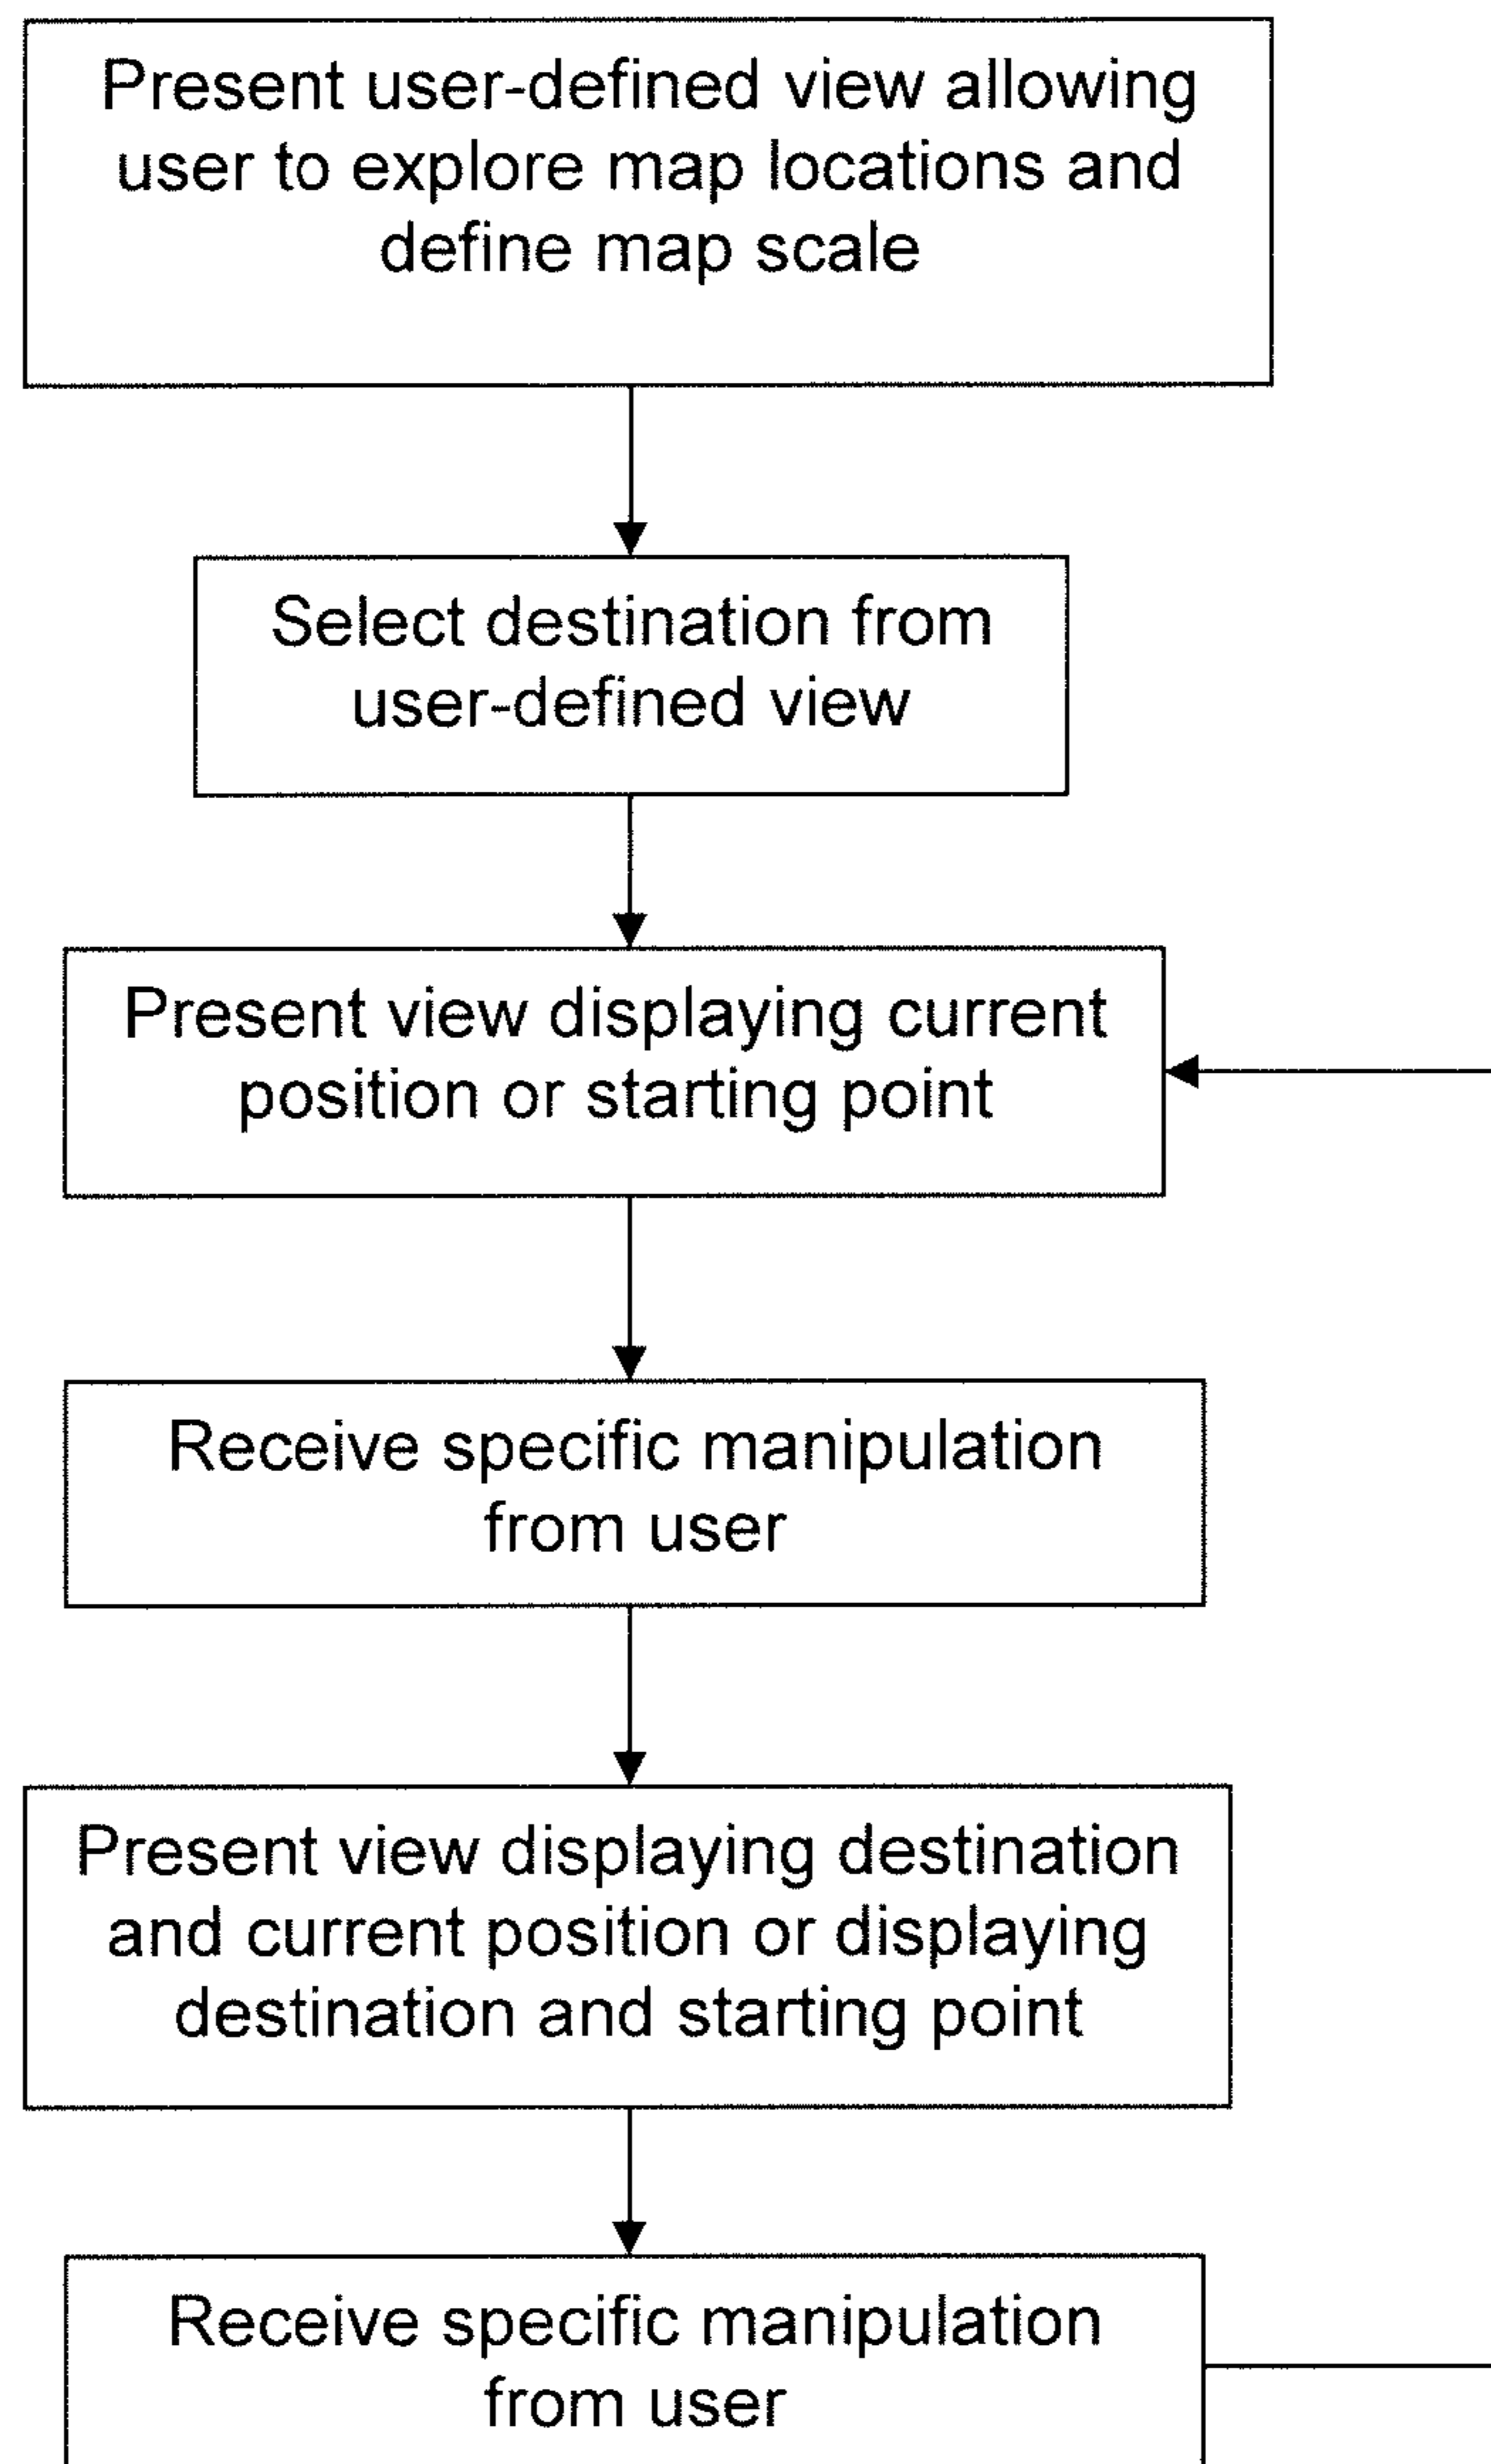 Present user-defined view allowing
user to explore map locations and
define map scale
Select destination from
user-defined view
Present view displaying current
position or starting point
Receive specific manipulation
from user
Present view displaying destination
and current position or displaying
destination and starting point
Receive specific manipulation
from user